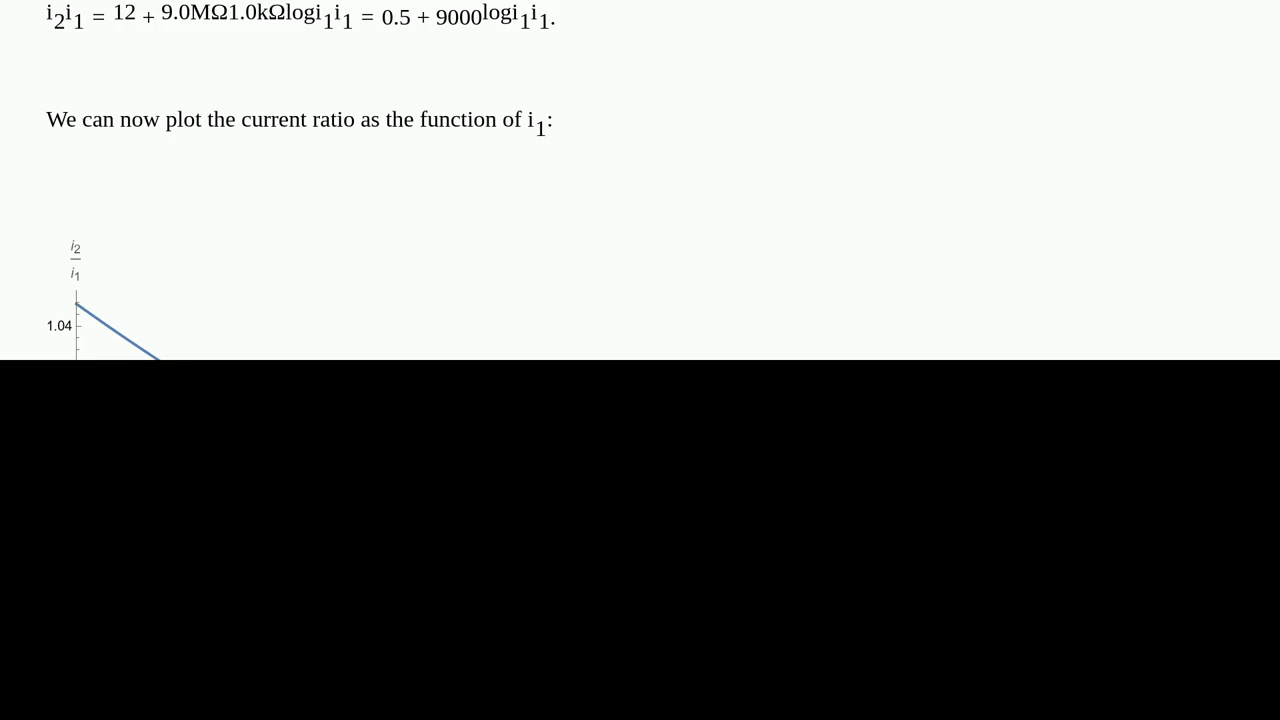 i₂i₁ = 12 + 9.0MΩ1.0kΩlogi₁i₁ = 0.5 + 9000logi₁i₁.
We can now plot the current ratio as the function of i₁:
i₂
i₁
1.04